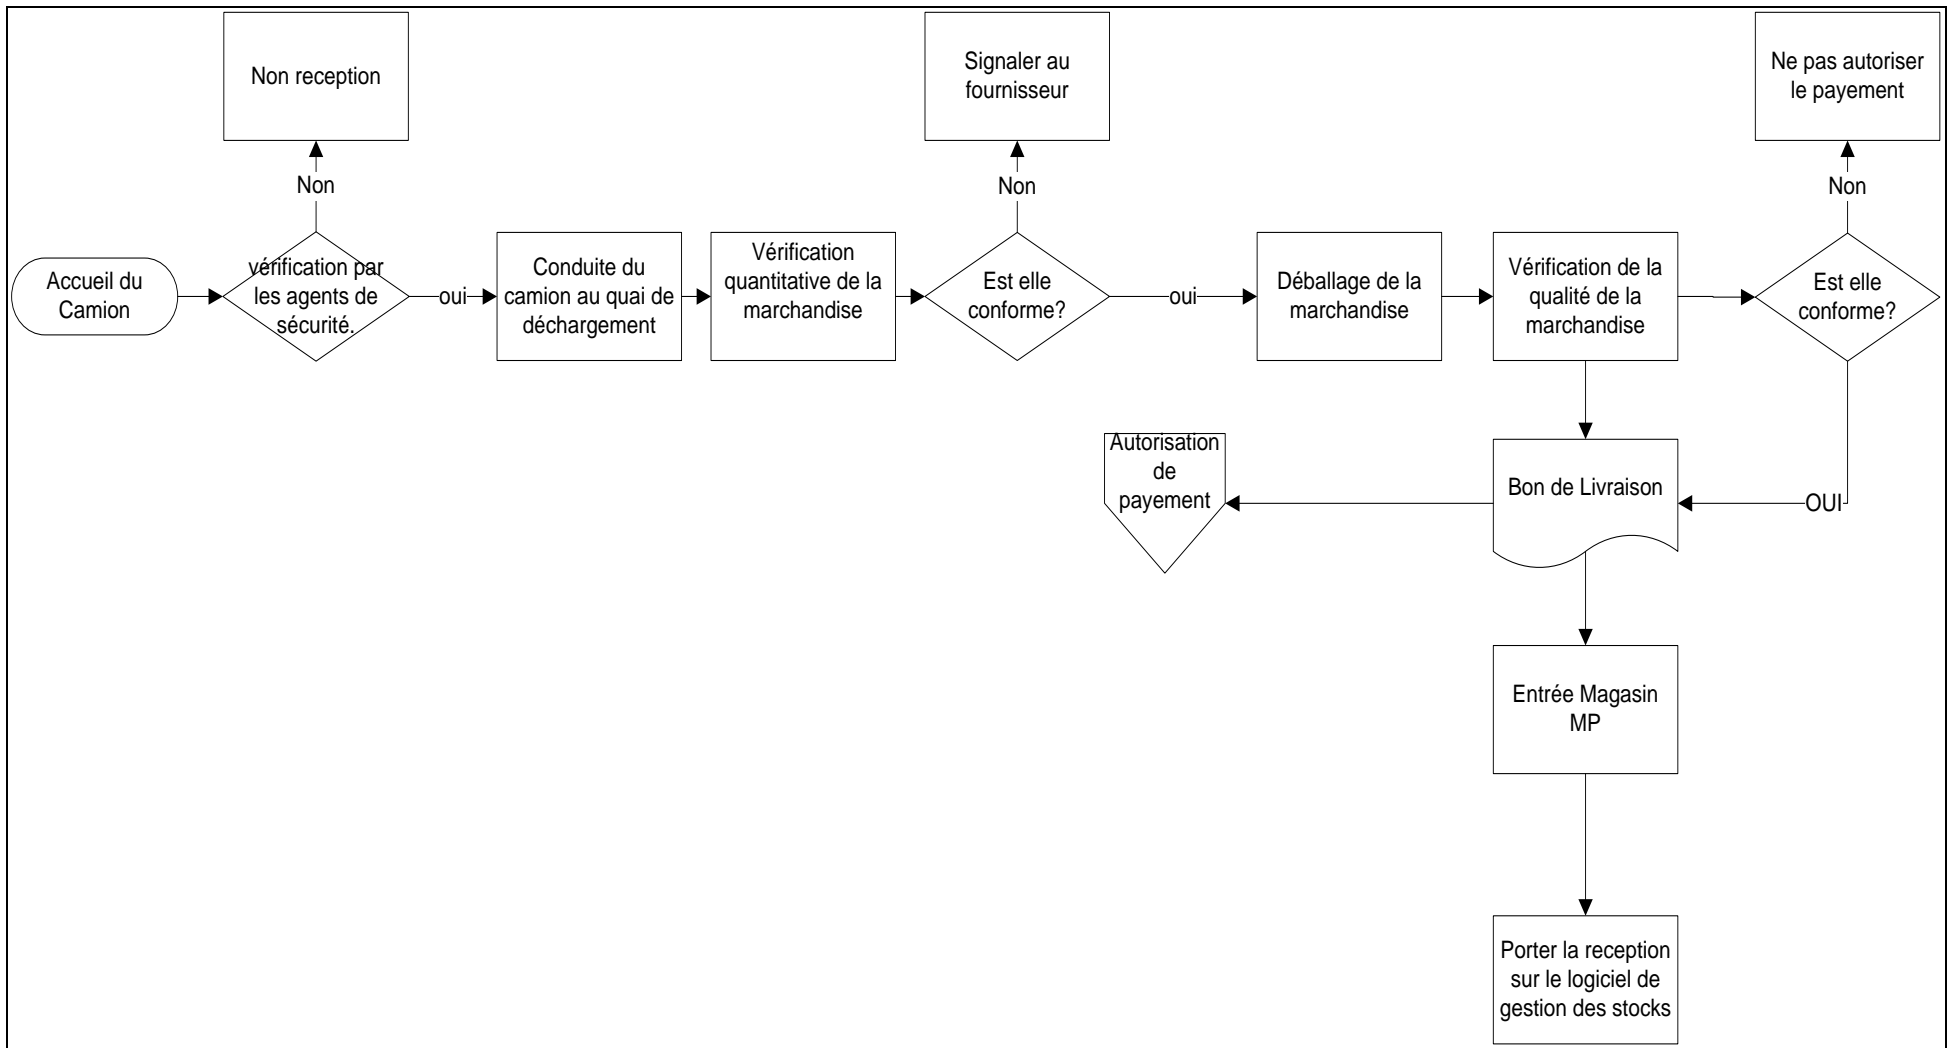 Non reception
Signaler au
fournisseur
Ne pas autoriser
le payement
Non
Non
Non
Accueil du
Camion
vérification par
les agents de
sécurité.
oui
Conduite du
camion au quai de
déchargement
Vérification
quantitative de la
marchandise
Est elle
conforme?
oui
Déballage de la
marchandise
Vérification de la
qualité de la
marchandise
Est elle
conforme?
Autorisation
de
payement
Bon de Livraison
OUI
Entrée Magasin
MP
Porter la reception
sur le logiciel de
gestion des stocks